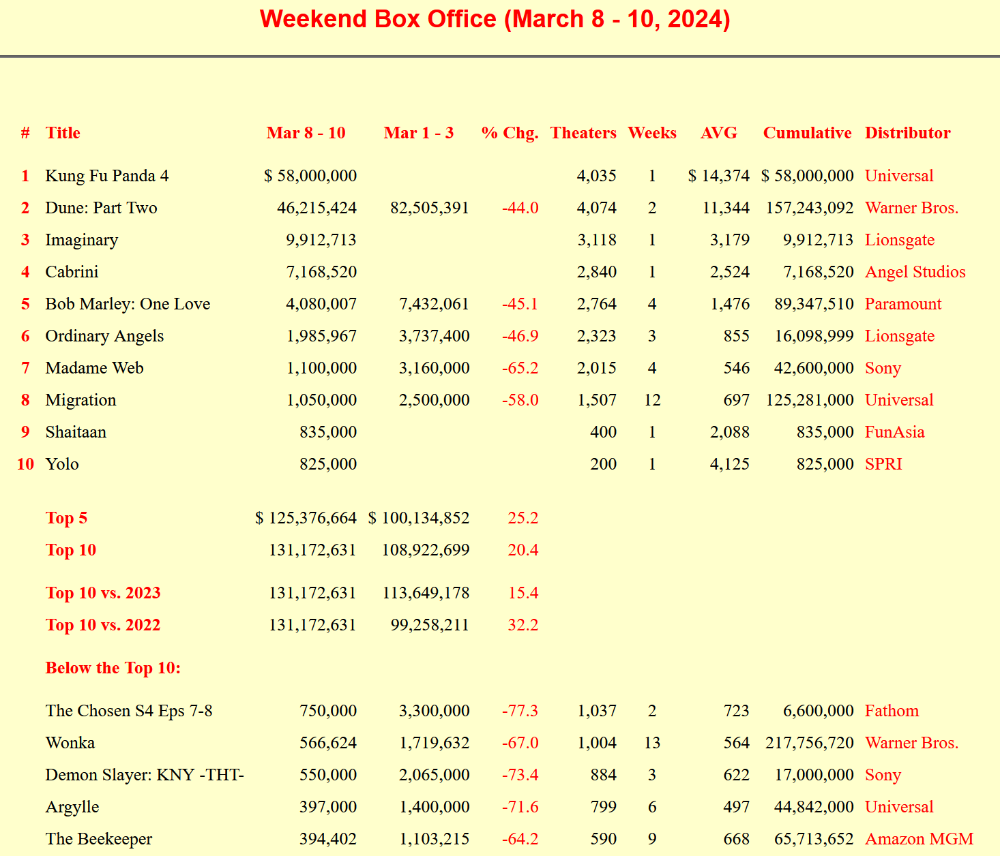 Weekend Box Office (March 8 - 10, 2024)
# Title Mar 8 - 10 Mar 1 - 3 % Chg. Theaters Weeks AVG Cumulative Distributor
1 Kung Fu Panda 4 $ 58,000,000 4,035 1 $ 14,374 $ 58,000,000 Universal
2 Dune: Part Two 46,215,424 82,505,391 -44.0 4,074 2 11,344 157,243,092 Warner Bros.
3 Imaginary 9,912,713 3,118 1 3,179 9,912,713 Lionsgate
4 Cabrini 7,168,520 2,840 1 2,524 7,168,520 Angel Studios
5 Bob Marley: One Love 4,080,007 7,432,061 -45.1 2,764 4 1,476 89,347,510 Paramount
6 Ordinary Angels 1,985,967 3,737,400 -46.9 2,323 3 855 16,098,999 Lionsgate
7 Madame Web 1,100,000 3,160,000 -65.2 2,015 4 546 42,600,000 Sony
8 Migration 1,050,000 2,500,000 -58.0 1,507 12 697 125,281,000 Universal
9 Shaitaan 835,000 400 1 2,088 835,000 FunAsia
10 Yolo 825,000 200 1 4,125 825,000 SPRI
Top 5 $ 125,376,664 $ 100,134,852 25.2
Top 10 131,172,631 108,922,699 20.4
Top 10 vs. 2023 131,172,631 113,649,178 15.4
Top 10 vs. 2022 131,172,631 99,258,211 32.2
Below the Top 10:
The Chosen S4 Eps 7-8 750,000 3,300,000 -77.3 1,037 2 723 6,600,000 Fathom
Wonka 566,624 1,719,632 -67.0 1,004 13 564 217,756,720 Warner Bros.
Demon Slayer: KNY -THT- 550,000 2,065,000 -73.4 884 3 622 17,000,000 Sony
Argylle 397,000 1,400,000 -71.6 799 6 497 44,842,000 Universal
The Beekeeper 394,402 1,103,215 -64.2 590 9 668 65,713,652 Amazon MGM